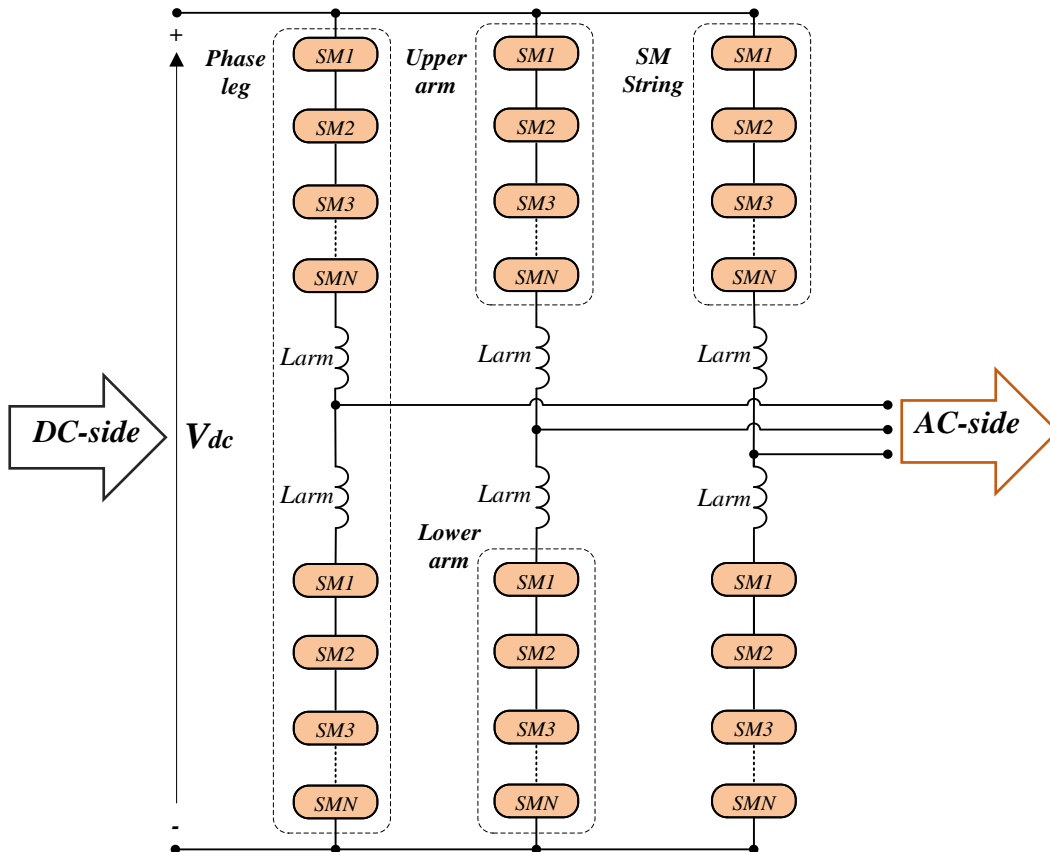 +
Phase
leg
Upper
arm
SM
String
SM1
SM1
SM1
SM2
SM2
SM2
SM3
SM3
SM3
SMN
SMN
SMN
Larm
Larm
Larm
DC-side
Vdc
AC-side
Larm
Larm
Larm
Lower
arm
SM1
SM1
SM1
SM2
SM2
SM2
SM3
SM3
SM3
SMN
SMN
SMN
-